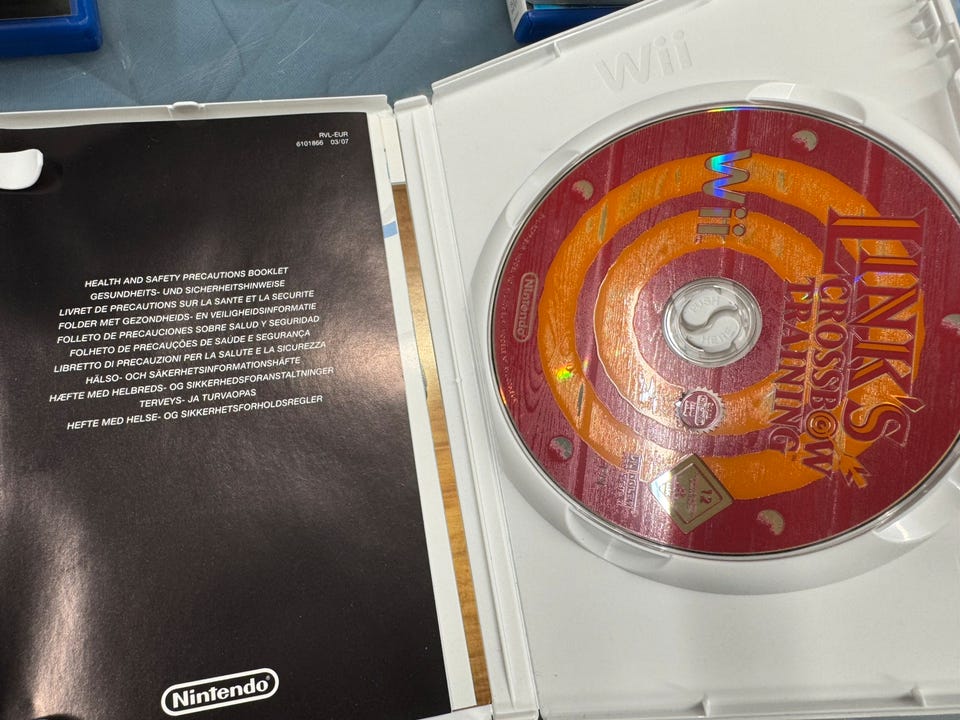 RVL-EUR
6101866 03/07
HEALTH AND SAFETY PRECAUTIONS BOOKLET
GESUNDHEITS- UND SICHERHEITSHINWEISE
LIVRET DE PRECAUTIONS SUR LA SANTE ET LA SECURITE
FOLDER MET GEZONDHEIDS- EN VEILIGHEIDSINFORMATIE
FOLLETO DE PRECAUCIONES SOBRE SALUD Y SEGURIDAD
FOLHETO DE PRECAUÇÕES DE SAÚDE E SEGURANÇA
LIBRETTO DI PRECAUZIONI PER LA SALUTE E LA SICUREZZA
HÄLSO- OCH SÄKERHETSINFORMATIONSHÄFTE
HÆFTE MED HELBREDS- OG SIKKERHEDSFORANSTALTNINGER
TERVEYS- JA TURVAOPAS
HEFTE MED HELSE- OG SIKKERHETSFORHOLDSREGLER
Nintendo
Wii
Wii
LINK'S
CROSSBOW
TRAINING
Nintendo
PUSH
HERE
12